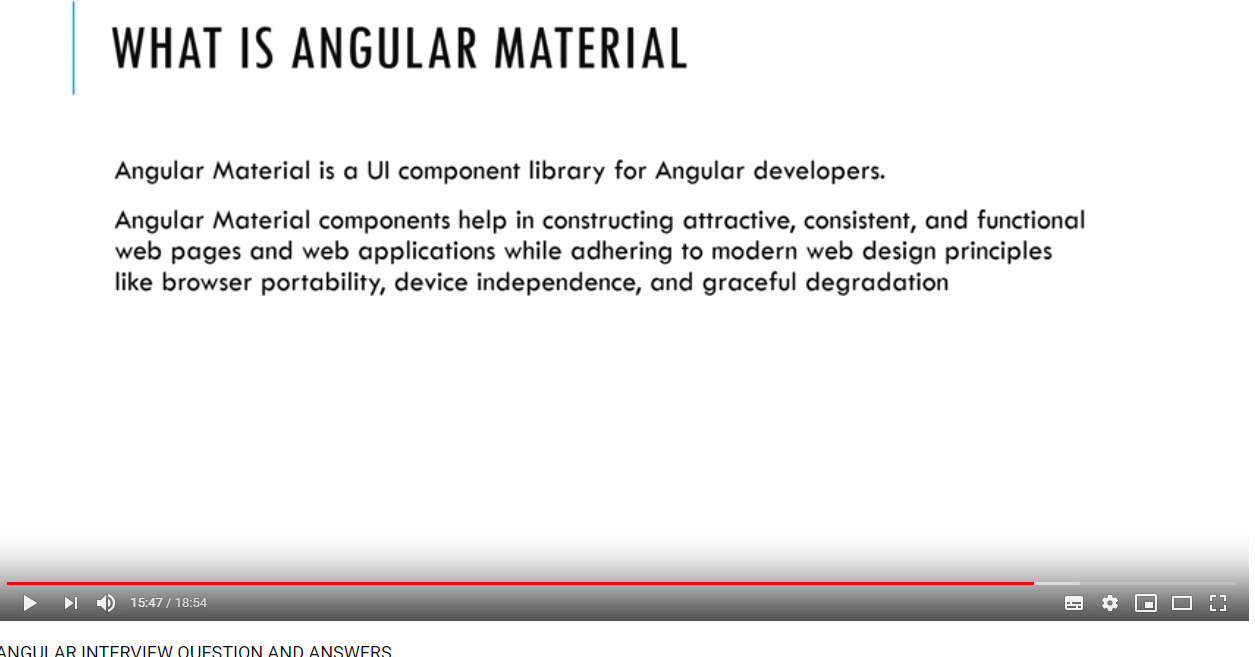 WHAT IS ANGULAR MATERIAL
Angular Material is a UI component library for Angular developers.
Angular Material components help in constructing attractive, consistent, and functional
web pages and web applications while adhering to modern web design principles
like browser portability, device independence, and graceful degradation
15:47 / 18:54
ANGULAR INTERVIEW QUESTION AND ANSWERS